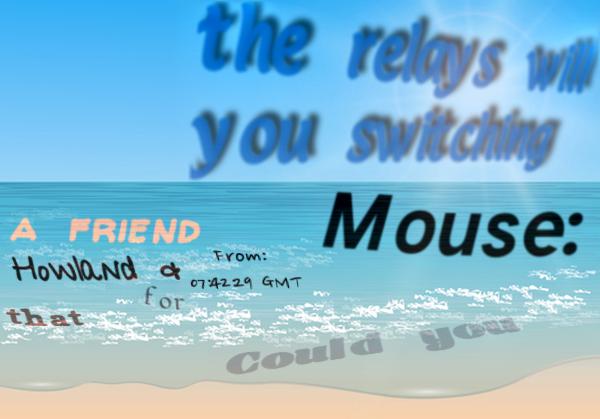 the relays will
you switching
Mouse:
A FRIEND
Howland &
From:
07:42:29 GMT
for
that
Could you